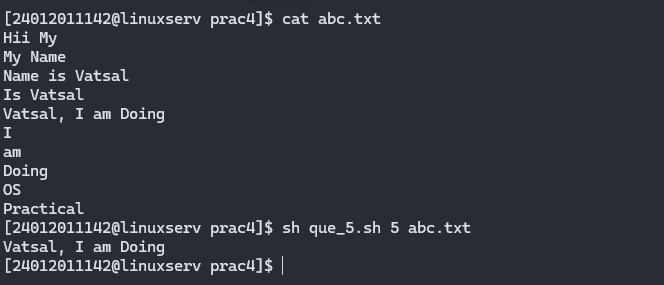 [24012011142@linuxserv prac4]$ cat abc.txt
Hii My
My Name
Name is Vatsal
Is Vatsal
Vatsal, I am Doing
I
am
Doing
OS
Practical
[24012011142@linuxserv prac4]$ sh que_5.sh 5 abc.txt
Vatsal, I am Doing
[24012011142@linuxserv prac4]$